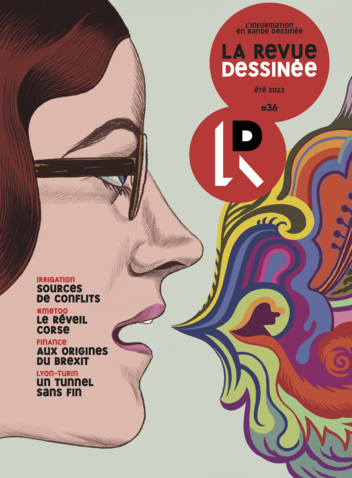 L'INFORMATION
EN BANDE DESSINÉE
LA REVUE
DESSINÉE
ÉTÉ 2022
#36
RD
IRRIGATION
SOURCES
DE CONFLITS
#METOO
LE RÉVEIL
CORSE
FINANCE
AUX ORIGINES
DU BREXIT
LYON-TURIN
UN TUNNEL
SANS FIN